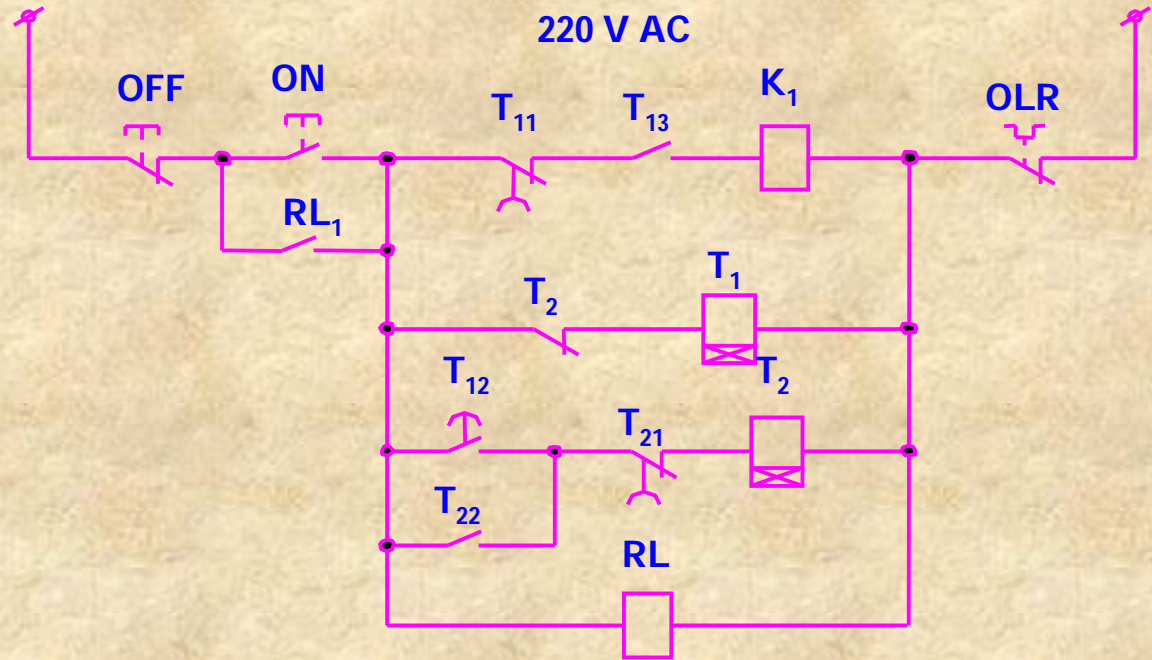 220 V AC
OFF
ON
T₁₁
T₁₃
K₁
OLR
RL₁
T₂
T₁
T₁₂
T₂₁
T₂
T₂₂
RL